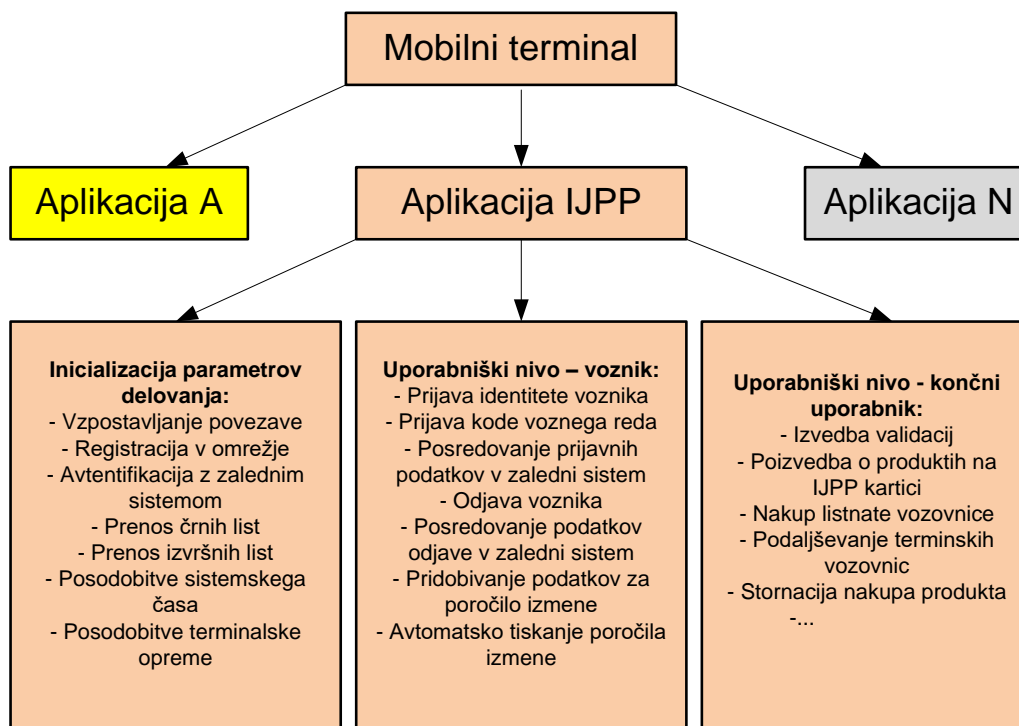 Mobilni terminal
Aplikacija A
Aplikacija IJPP
Aplikacija N
Inicializacija parametrov
delovanja:
- Vzpostavljanje povezave
- Registracija v omrežje
- Avtentifikacija z zalednim
sistemom
- Prenos črnih list
- Prenos izvršnih list
- Posodobitve sistemskega
časa
- Posodobitve terminalske
opreme
Uporabniški nivo – voznik:
- Prijava identitete voznika
- Prijava kode voznega reda
- Posredovanje prijavnih
podatkov v zaledni sistem
- Odjava voznika
- Posredovanje podatkov
odjave v zaledni sistem
- Pridobivanje podatkov za
poročilo izmene
- Avtomatsko tiskanje poročila
izmene
Uporabniški nivo - končni
uporabnik:
- Izvedba validacij
- Poizvedba o produktih na
IJPP kartici
- Nakup listnate vozovnice
- Podaljševanje terminskih
vozovnic
- Stornacija nakupa produkta
-...